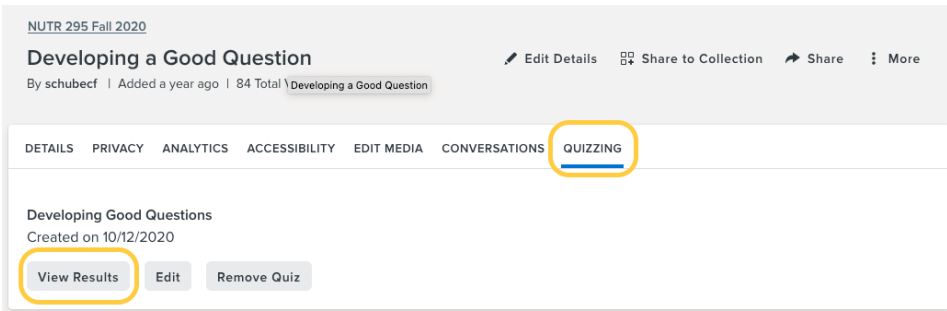 NUTR 295 Fall 2020
Developing a Good Question
Edit Details Share to Collection Share More
By schubecf | Added a year ago | 84 Total
Developing a Good Question
DETAILS PRIVACY ANALYTICS ACCESSIBILITY EDIT MEDIA CONVERSATIONS QUIZZING
Developing Good Questions
Created on 10/12/2020
View Results Edit Remove Quiz